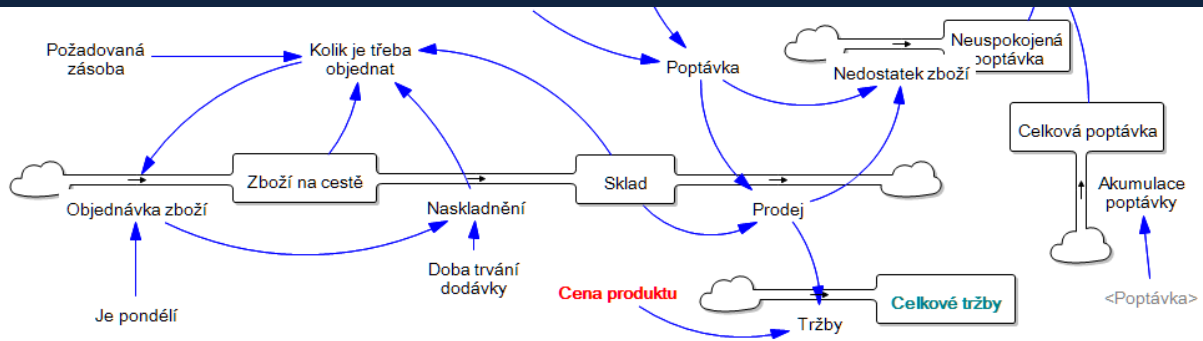 Požadovaná
zásoba
Kolik je třeba
objednat
Poptávka
Neuspokojená
poptávka
Nedostatek zboží
Celková poptávka
Zboží na cestě
Sklad
Objednávka zboží
Naskladnění
Prodej
Akumulace
poptávky
Doba trvání
dodávky
Je pondělí
Cena produktu
Celkové tržby
Tržby
<Poptávka>